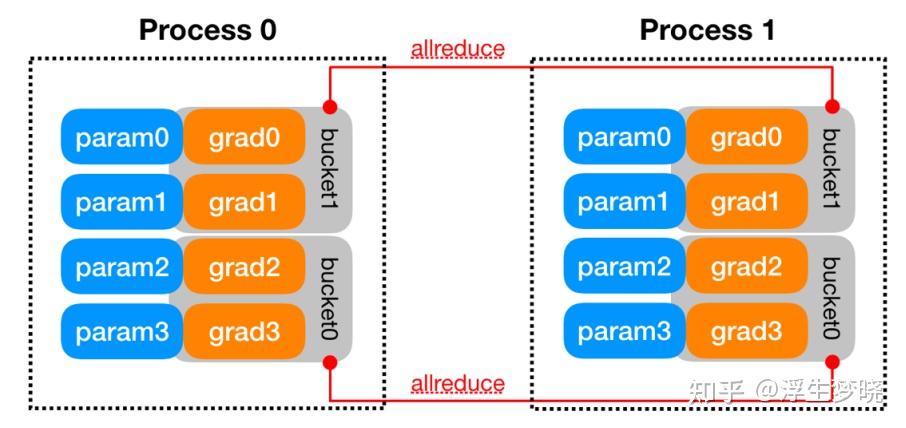 Process 0
Process 1
allreduce
param0 grad0
param1 grad1
bucket1
param2 grad2
param3 grad3
bucket0
param0 grad0
param1 grad1
bucket1
param2 grad2
param3 grad3
bucket0
allreduce
知乎 @浮生梦晓